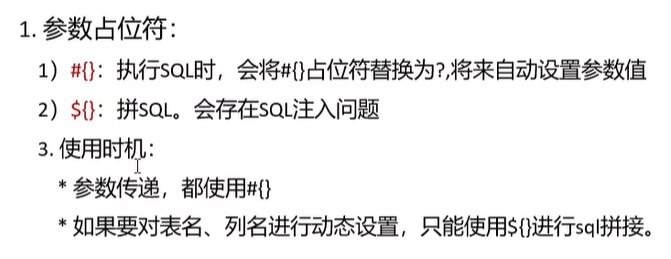 1. 参数占位符：
1）#{}：执行SQL时，会将#{}占位符替换为?,将来自动设置参数值
2）${}：拼SQL。会存在SQL注入问题
3. 使用时机：
* 参数传递，都使用#{}
* 如果要对表名、列名进行动态设置，只能使用${}进行sql拼接。